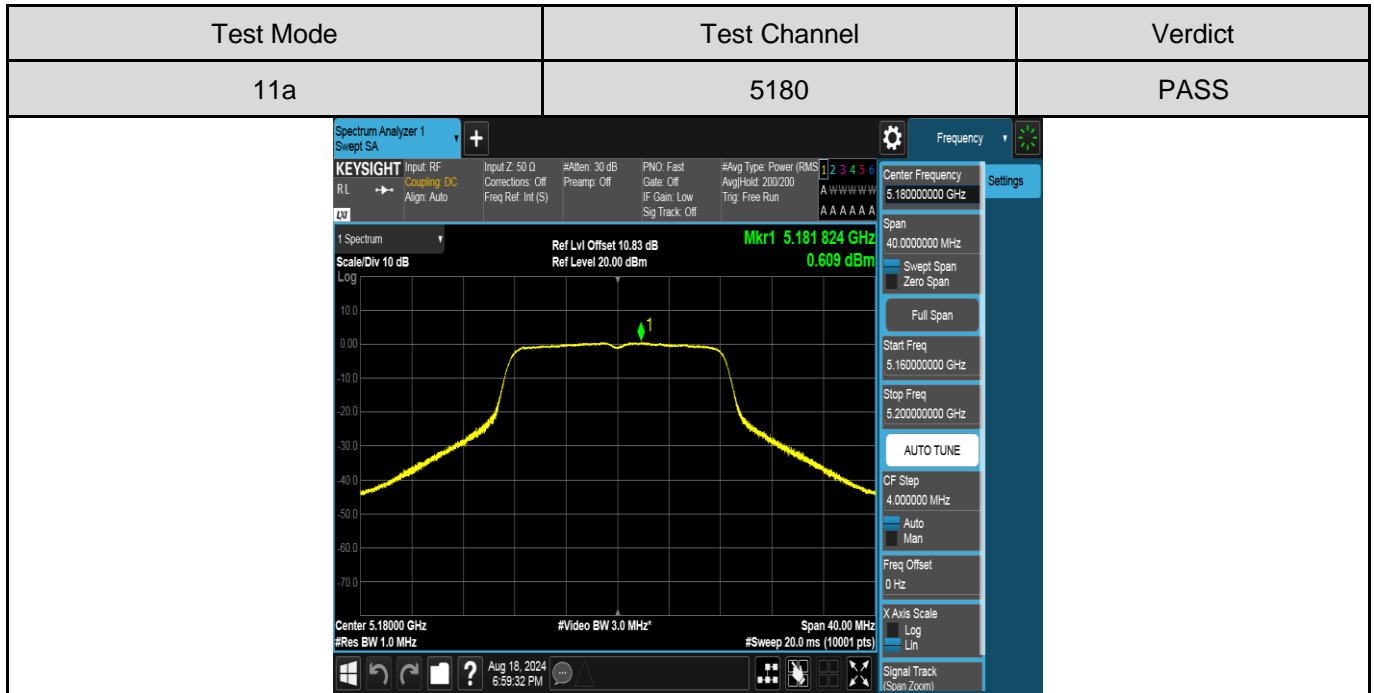 Test Mode Test Channel Verdict
11a 5180 PASS
Spectrum Analyzer 1
Swept SA
+
Frequency
KEYSIGHT
RL
LXI
Input: RF
Coupling: DC
Align: Auto
Input Z: 50 Ω
Corrections: Off
Freq Ref: Int (S)
#Atten: 30 dB
Preamp: Off
PNO: Fast
Gate: Off
IF Gain: Low
Sig Track: Off
#Avg Type: Power (RMS
Avg|Hold: 200/200
Trig: Free Run
1 2 3 4 5 6
A W W W W W
A A A A A A
1 Spectrum
Scale/Div 10 dB
Log
Ref Lvl Offset 10.83 dB
Ref Level 20.00 dBm
Mkr1 5.181 824 GHz
0.609 dBm
1
10.0
0.00
-10.0
-20.0
-30.0
-40.0
-50.0
-60.0
-70.0
Center 5.18000 GHz
#Res BW 1.0 MHz
#Video BW 3.0 MHz*
Span 40.00 MHz
#Sweep 20.0 ms (10001 pts)
? Aug 18, 2024
6:59:32 PM
Center Frequency
5.180000000 GHz
Span
40.0000000 MHz
Swept Span
Zero Span
Full Span
Start Freq
5.160000000 GHz
Stop Freq
5.200000000 GHz
AUTO TUNE
CF Step
4.000000 MHz
Auto
Man
Freq Offset
0 Hz
X Axis Scale
Log
Lin
Signal Track
(Span Zoom)
Settings